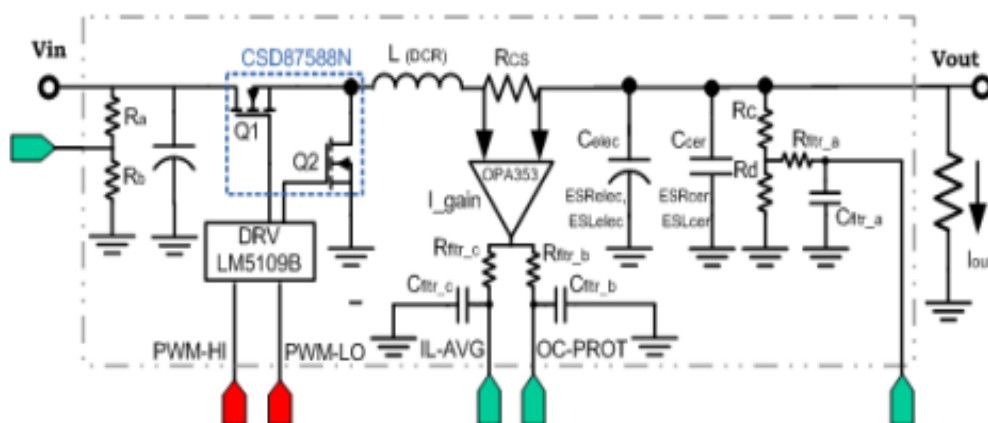 Vin
CSD87588N
L (DCR)
RCS
Vout
Ra
Rb
Q1
Q2
DRV
LM5109B
OPA353
I_gain
Celec
ESRelec,
ESLelec
Ccer
ESRcer
ESLcer
Rc
Rd
Rfltr_a
Cfltr_a
Iou
Rfltr_c
Rfltr_b
Cfltr_c
Cfltr_b
PWM-HI
PWM-LO
IL-AVG
OC-PROT